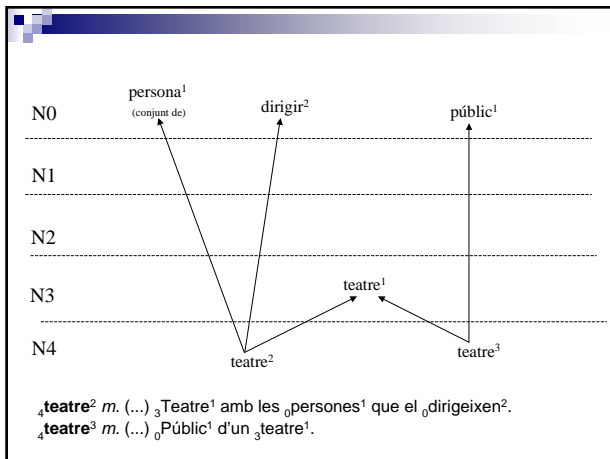 persona¹
(conjunt de)
dirigir²
públic¹
N0
N1
N2
N3
teatre¹
N4
teatre²
teatre³
₄teatre² m. (...) ₃Teatre¹ amb les ₀persones¹ que el ₀dirigeixen².
₄teatre³ m. (...) ₀Públic¹ d'un ₃teatre¹.